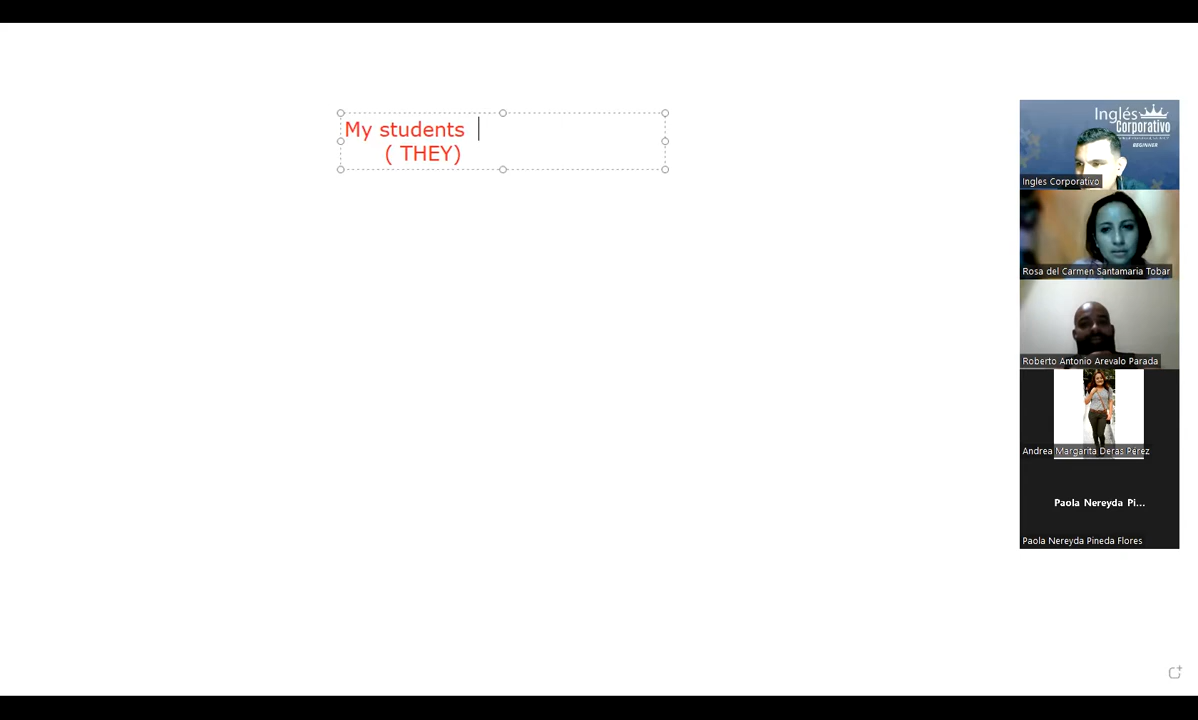 My students
( THEY)
Inglés
Corporativo
BEGINNER
Ingles Corporativo
Rosa del Carmen Santamaria Tobar
Roberto Antonio Arevalo Parada
Andrea Margarita Deras Pérez
Paola Nereyda Pi...
Paola Nereyda Pineda Flores